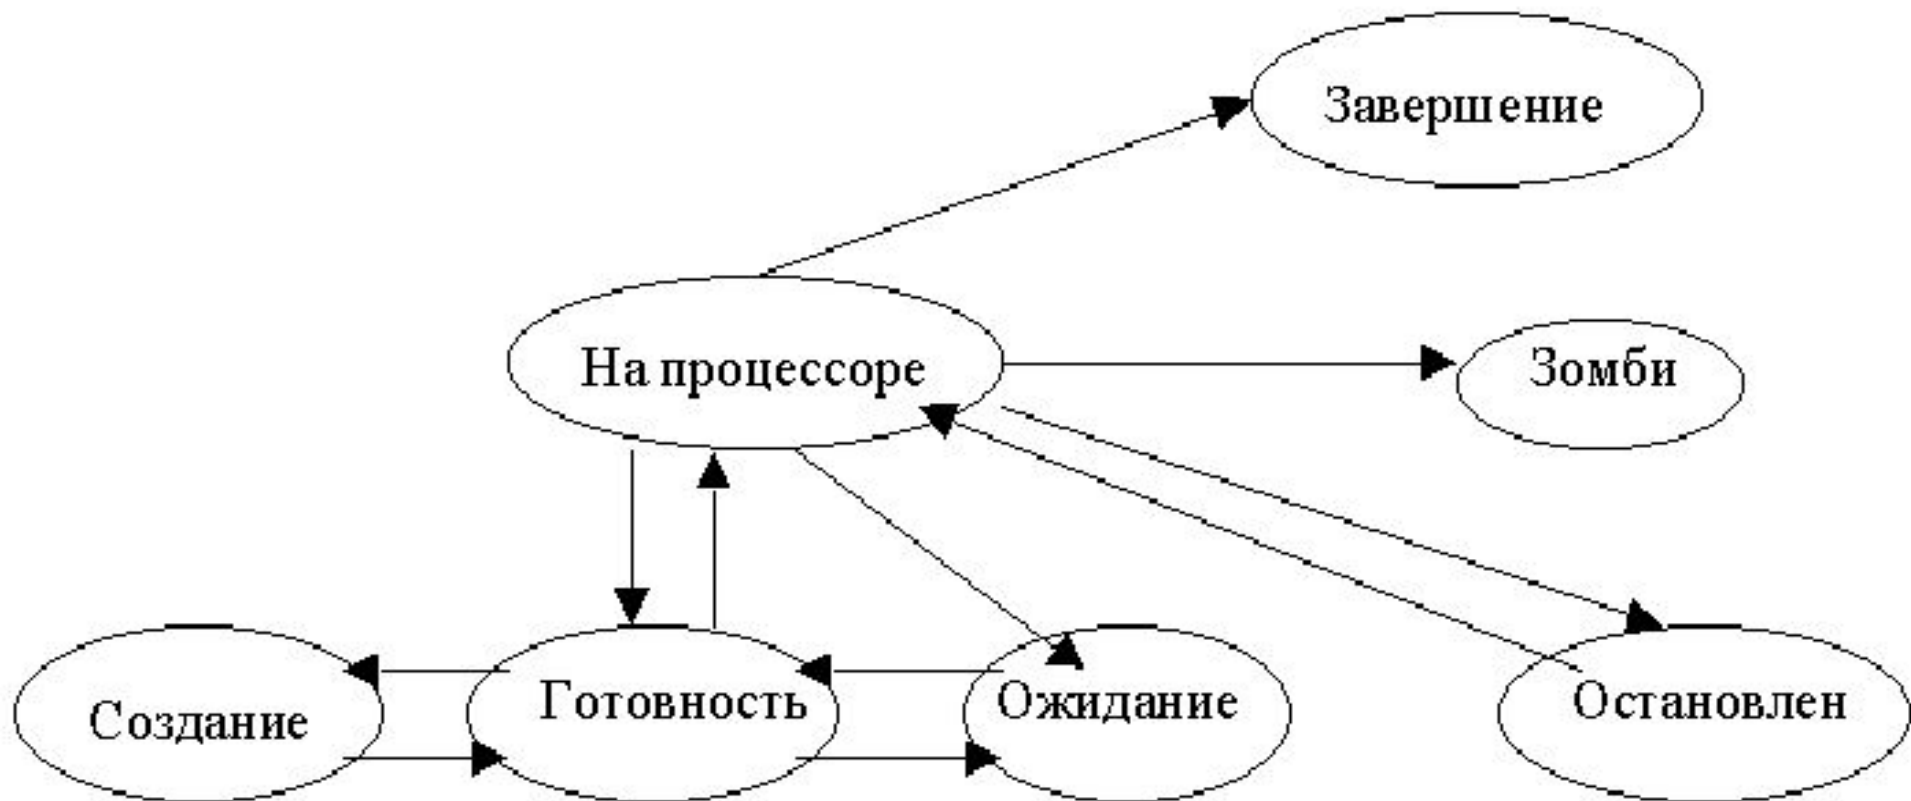 Завершение
На процессоре
Зомби
Создание
Готовность
Ожидание
Остановлен